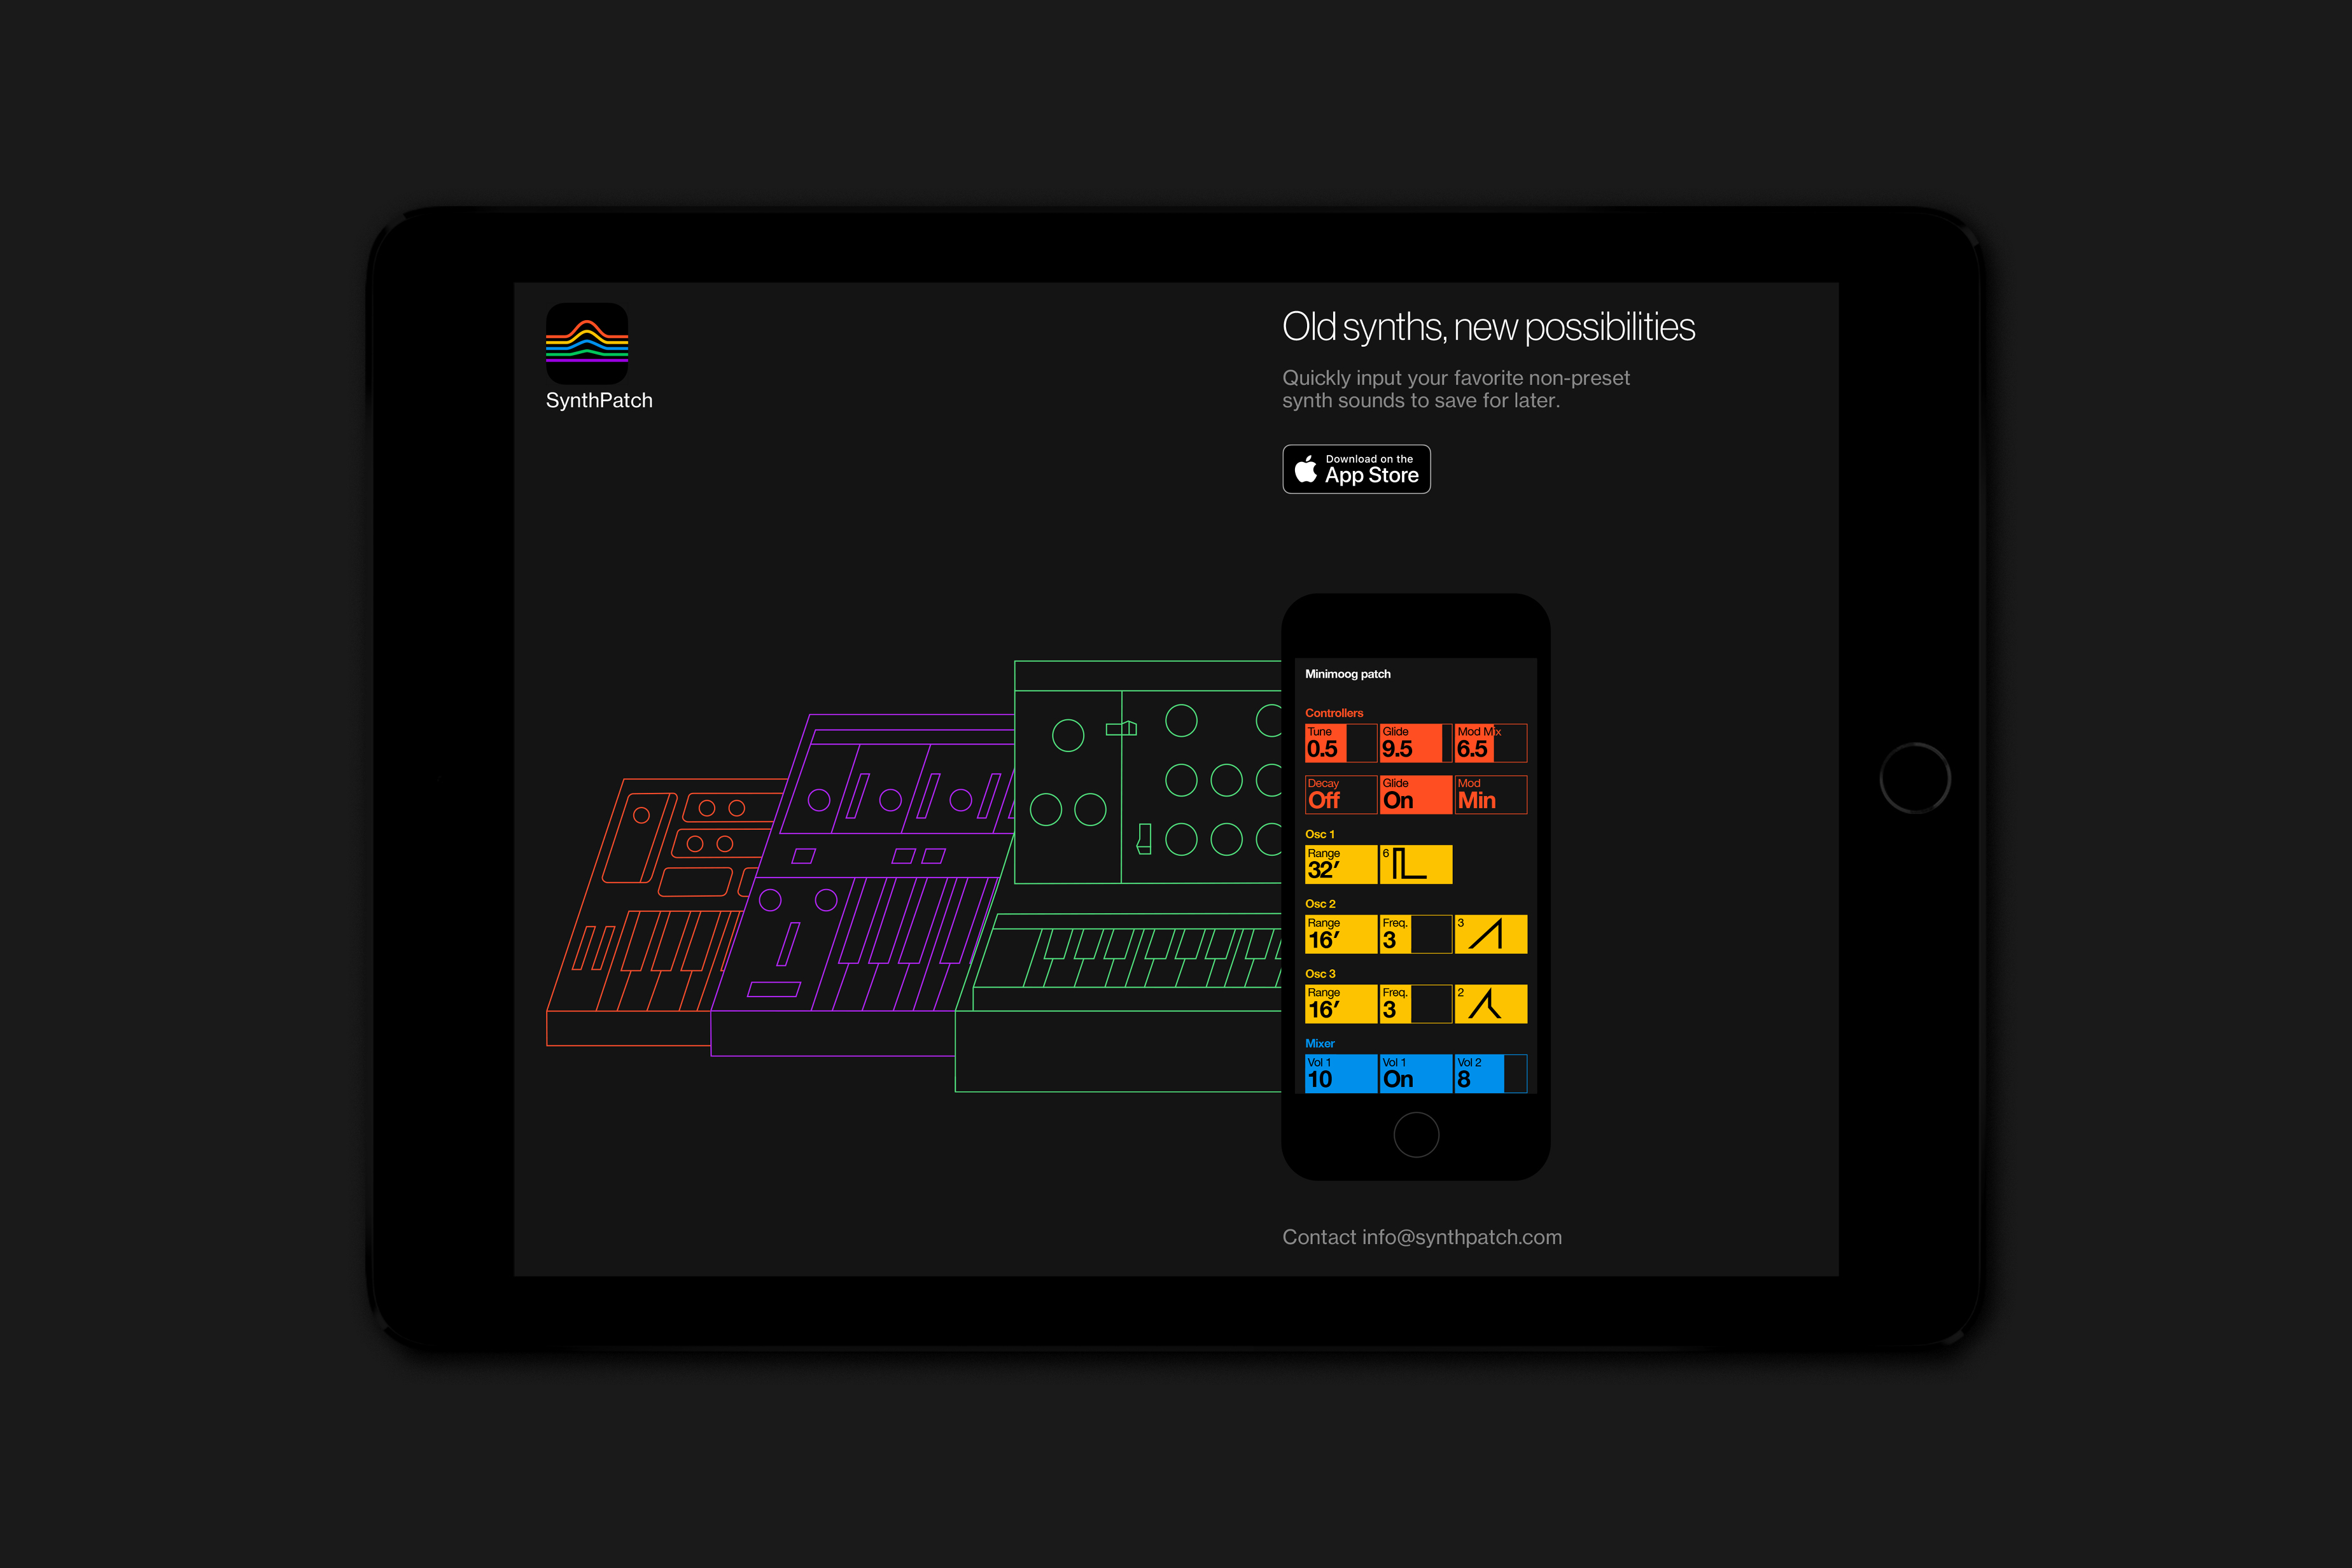 SynthPatch
Old synths, new possibilities
Quickly input your favorite non-preset
synth sounds to save for later.
Download on the
App Store
Minimoog patch
Controllers
Tune Glide Mod Mix
0.5 9.5 6.5
Decay Glide Mod
Off On Min
Osc 1
Range 6
32′
Osc 2
Range Freq. 3
16′ 3
Osc 3
Range Freq. 2
16′ 3
Mixer
Vol 1 Vol 1 Vol 2
10 On 8
Contact info@synthpatch.com